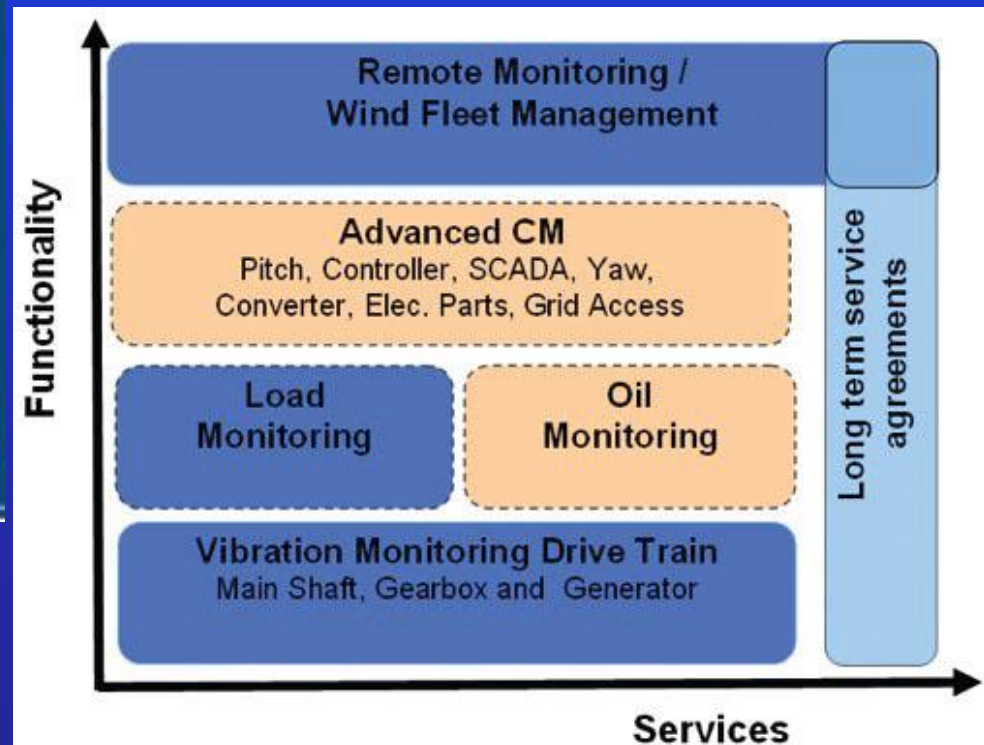 Functionality
Remote Monitoring /
Wind Fleet Management
Advanced CM
Pitch, Controller, SCADA, Yaw,
Converter, Elec. Parts, Grid Access
Load
Monitoring
Oil
Monitoring
Vibration Monitoring Drive Train
Main Shaft, Gearbox and Generator
Long term service
agreements
Services